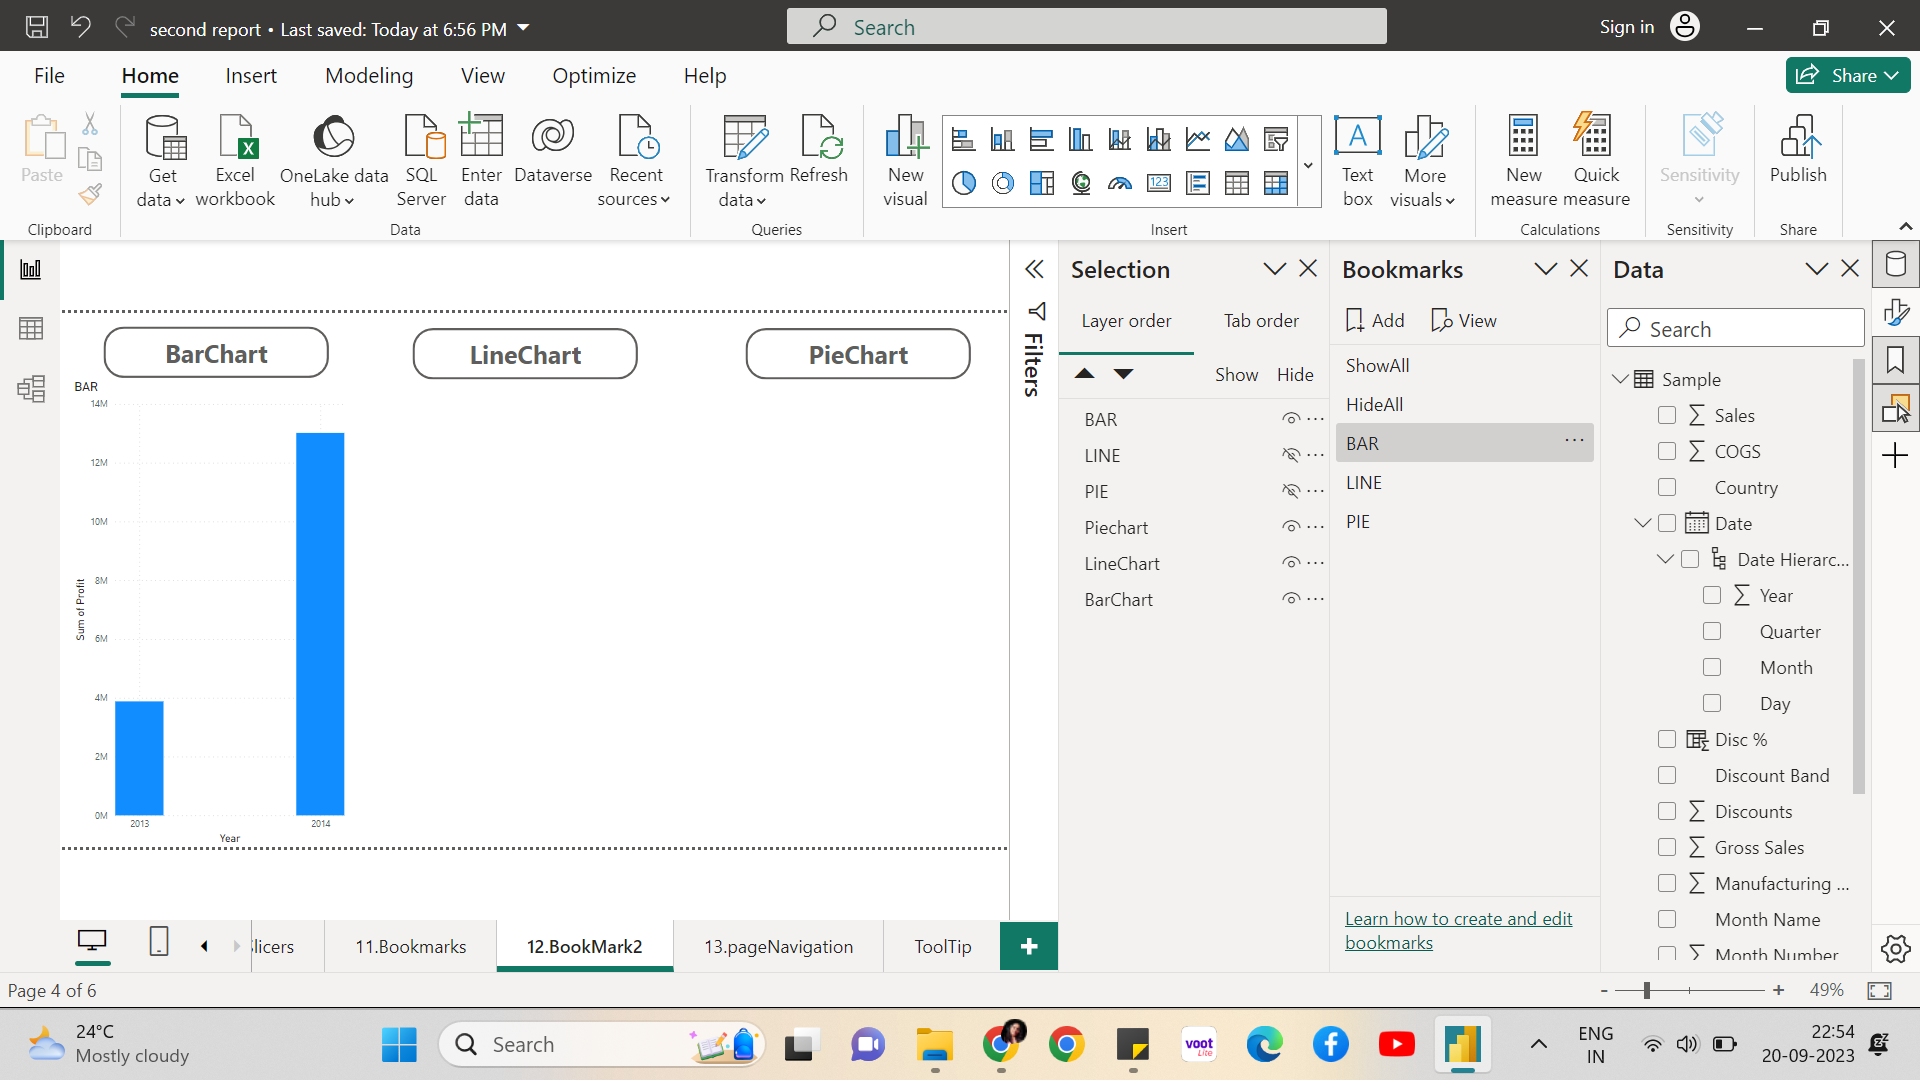 second report • Last saved: Today at 6:56 PM
Search
Sign in
File
Home
Insert
Modeling
View
Optimize
Help
Share
Paste
Get data
Excel workbook
OneLake data hub
SQL Server
Enter data
Dataverse
Recent sources
Transform data
Refresh
New visual
Text box
More visuals
New measure
Quick measure
Sensitivity
Publish
Clipboard
Data
Queries
Insert
Calculations
Sensitivity
Share
BarChart
LineChart
PieChart
BAR
14M
12M
10M
8M
6M
4M
2M
0M
Sum of Profit
2013
2014
Year
Filters
Selection
Layer order
Tab order
Show
Hide
BAR
LINE
PIE
Piechart
LineChart
BarChart
Bookmarks
Add
View
ShowAll
HideAll
BAR
LINE
PIE
Learn how to create and edit
bookmarks
Data
Search
Sample
Sales
COGS
Country
Date
Date Hierarc...
Year
Quarter
Month
Day
Disc %
Discount Band
Discounts
Gross Sales
Manufacturing ...
Month Name
Month Number
licers
11.Bookmarks
12.BookMark2
13.pageNavigation
ToolTip
Page 4 of 6
- +
49%
24°C
Mostly cloudy
Search
voot
Lite
ENG
IN
22:54
20-09-2023